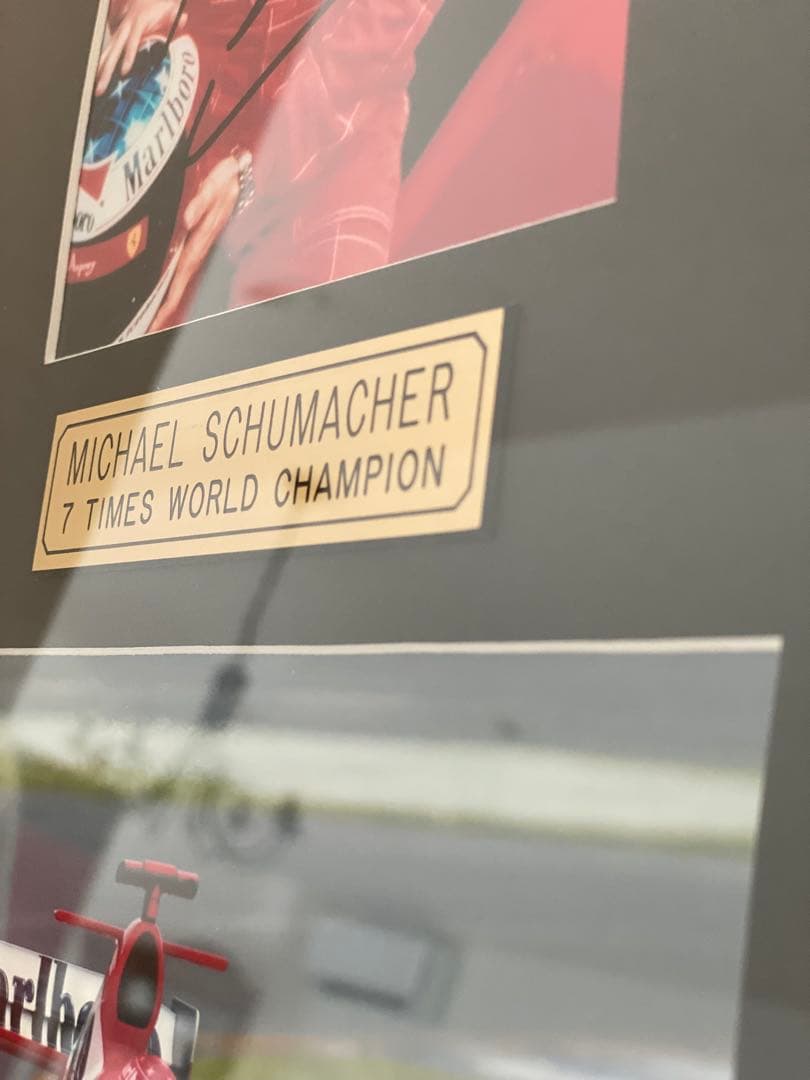 Marlboro
MICHAEL SCHUMACHER
7 TIMES WORLD CHAMPION